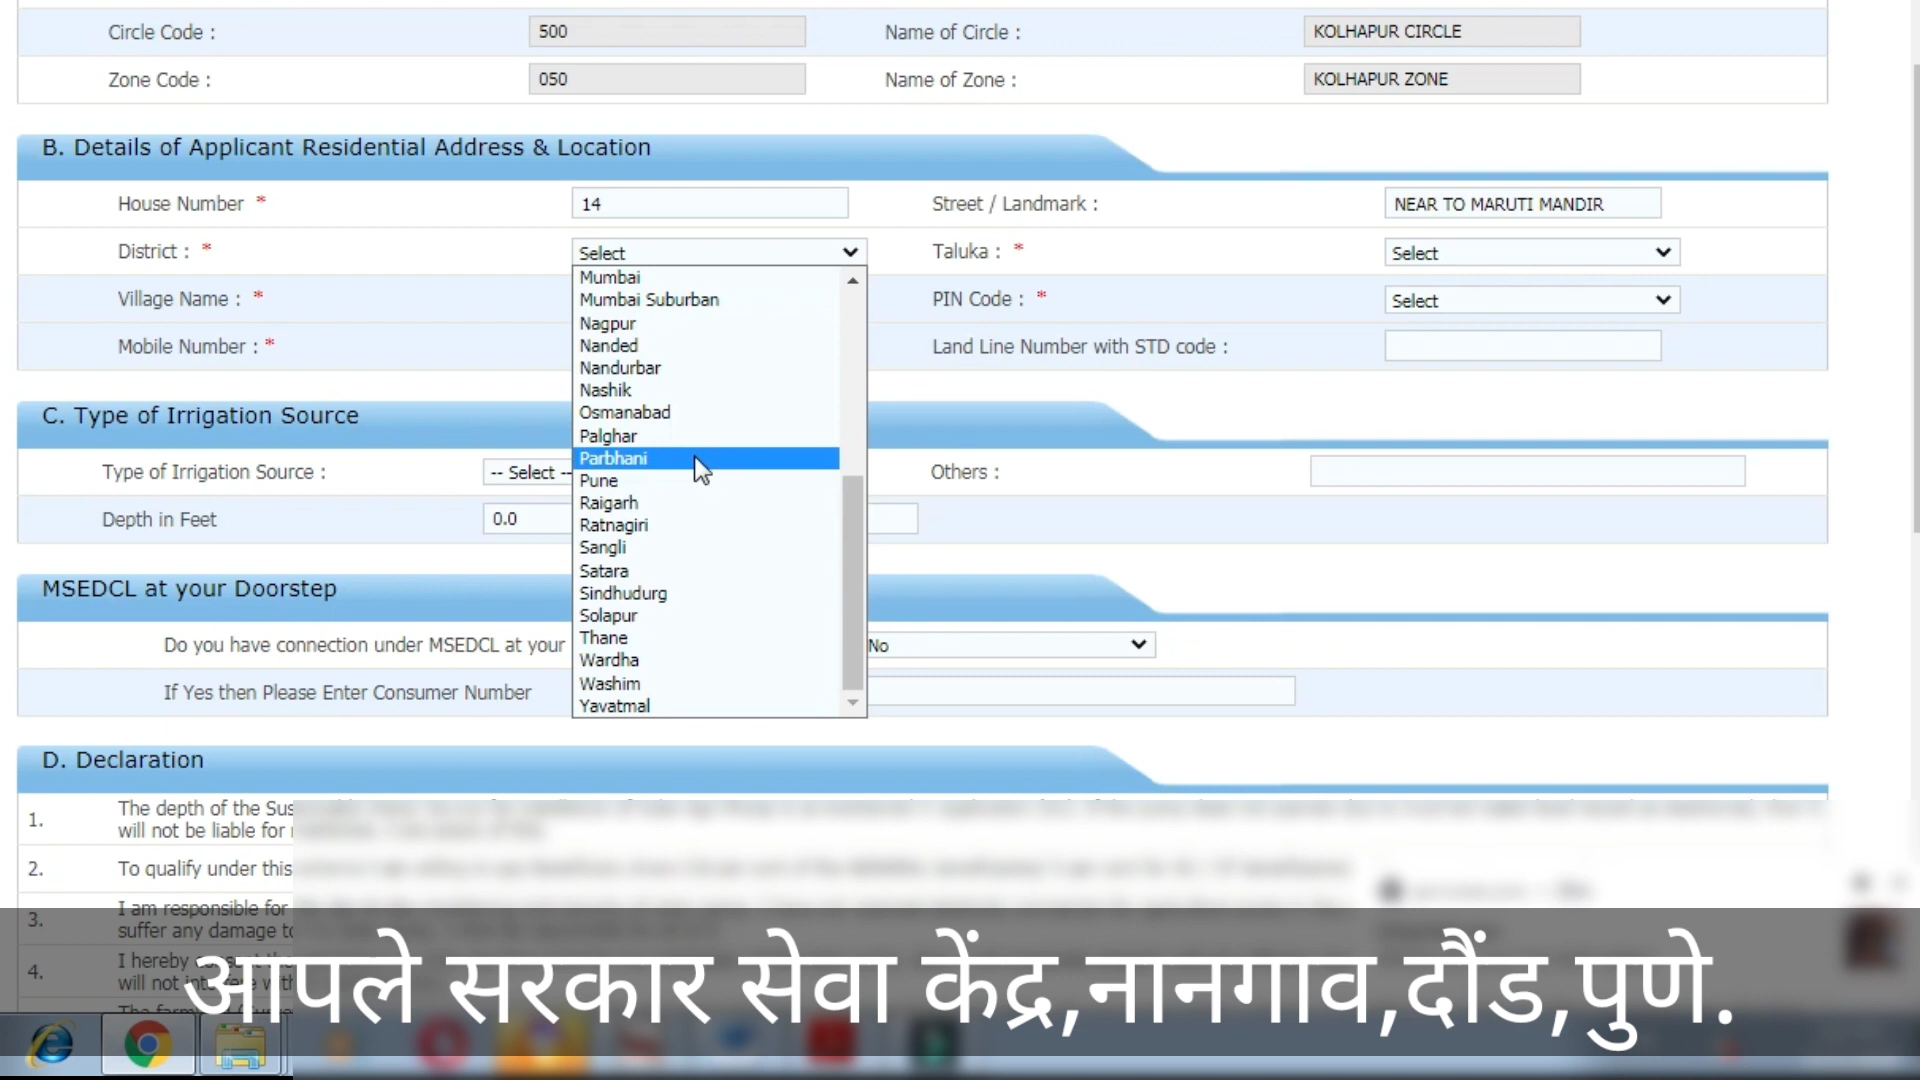 Circle Code : 500 Name of Circle : KOLHAPUR CIRCLE
Zone Code : 050 Name of Zone : KOLHAPUR ZONE
B. Details of Applicant Residential Address & Location
House Number * 14 Street / Landmark : NEAR TO MARUTI MANDIR
District : * Select Taluka : * Select
Village Name : * PIN Code : * Select
Mobile Number : * Land Line Number with STD code :
Mumbai
Mumbai Suburban
Nagpur
Nanded
Nandurbar
Nashik
Osmanabad
Palghar
Parbhani
Pune
Raigarh
Ratnagiri
Sangli
Satara
Sindhudurg
Solapur
Thane
Wardha
Washim
Yavatmal
C. Type of Irrigation Source
Type of Irrigation Source : -- Select -- Others :
Depth in Feet 0.0
MSEDCL at your Doorstep
Do you have connection under MSEDCL at your No
If Yes then Please Enter Consumer Number
D. Declaration
1. The depth of the
will not be liable for
2. To qualify under this
3. I am responsible for
suffer any damage
4. I hereby
will not
आपले सरकार सेवा केंद्र,नानगाव,दौंड,पुणे.